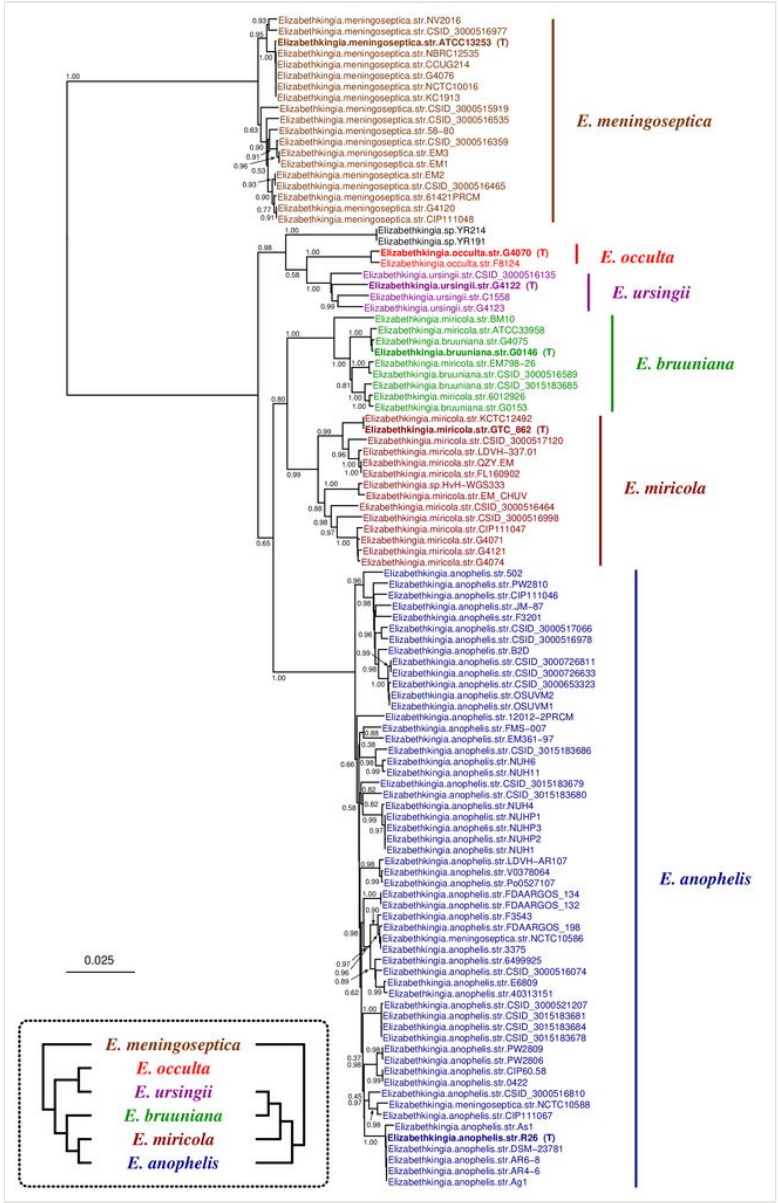 Elizabethkingia.meningoseptica.str.NV2016
Elizabethkingia.meningoseptica.str.CSID_3000516977
Elizabethkingia.meningoseptica.str.ATCC13253 (T)
Elizabethkingia.meningoseptica.str.NBRC12535
Elizabethkingia.meningoseptica.str.CCUG214
Elizabethkingia.meningoseptica.str.G4076
Elizabethkingia.meningoseptica.str.NCTC10016
Elizabethkingia.meningoseptica.str.KC1913
Elizabethkingia.meningoseptica.str.CSID_3000515919
Elizabethkingia.meningoseptica.str.CSID_3000516535
Elizabethkingia.meningoseptica.str.58-80
Elizabethkingia.meningoseptica.str.CSID_3000516359
Elizabethkingia.meningoseptica.str.EM3
Elizabethkingia.meningoseptica.str.EM1
Elizabethkingia.meningoseptica.str.EM2
Elizabethkingia.meningoseptica.str.CSID_3000516465
Elizabethkingia.meningoseptica.str.61421PRCM
Elizabethkingia.meningoseptica.str.G4120
Elizabethkingia.meningoseptica.str.CIP111048
E. meningoseptica
Elizabethkingia.sp.YR214
Elizabethkingia.sp.YR191
Elizabethkingia.occulta.str.G4070 (T)
Elizabethkingia.occulta.str.F8124
E. occulta
Elizabethkingia.ursingii.str.CSID_3000516135
Elizabethkingia.ursingii.str.G4122 (T)
Elizabethkingia.ursingii.str.C1558
Elizabethkingia.ursingii.str.G4123
E. ursingii
Elizabethkingia.miricola.str.BM10
Elizabethkingia.miricola.str.ATCC33958
Elizabethkingia.bruuniana.str.G4075
Elizabethkingia.bruuniana.str.G0146 (T)
Elizabethkingia.miricola.str.EM798-26
Elizabethkingia.bruuniana.str.CSID_3000516589
Elizabethkingia.bruuniana.str.CSID_3015183685
Elizabethkingia.miricola.str.6012926
Elizabethkingia.bruuniana.str.G0153
E. bruuniana
Elizabethkingia.miricola.str.KCTC12492
Elizabethkingia.miricola.str.GTC_862 (T)
Elizabethkingia.miricola.str.CSID_3000517120
Elizabethkingia.miricola.str.LDVH-337.01
Elizabethkingia.miricola.str.QZY.EM
Elizabethkingia.miricola.str.FL160902
Elizabethkingia.sp.HvH-WGS333
Elizabethkingia.miricola.str.EM_CHUV
Elizabethkingia.miricola.str.CSID_3000516464
Elizabethkingia.miricola.str.CSID_3000516998
Elizabethkingia.miricola.str.CIP111047
Elizabethkingia.miricola.str.G4071
Elizabethkingia.miricola.str.G4121
Elizabethkingia.miricola.str.G4074
E. miricola
Elizabethkingia.anophelis.str.502
Elizabethkingia.anophelis.str.PW2810
Elizabethkingia.anophelis.str.CIP111046
Elizabethkingia.anophelis.str.JM-87
Elizabethkingia.anophelis.str.F3201
Elizabethkingia.anophelis.str.CSID_3000517066
Elizabethkingia.anophelis.str.CSID_3000516978
Elizabethkingia.anophelis.str.B2D
Elizabethkingia.anophelis.str.CSID_3000726811
Elizabethkingia.anophelis.str.CSID_3000726633
Elizabethkingia.anophelis.str.CSID_3000653323
Elizabethkingia.anophelis.str.OSUVM2
Elizabethkingia.anophelis.str.OSUVM1
Elizabethkingia.anophelis.str.12012-2PRCM
Elizabethkingia.anophelis.str.FMS-007
Elizabethkingia.anophelis.str.EM361-97
Elizabethkingia.anophelis.str.CSID_3015183686
Elizabethkingia.anophelis.str.NUH6
Elizabethkingia.anophelis.str.NUH11
Elizabethkingia.anophelis.str.CSID_3015183679
Elizabethkingia.anophelis.str.CSID_3015183680
Elizabethkingia.anophelis.str.NUH4
Elizabethkingia.anophelis.str.NUHP1
Elizabethkingia.anophelis.str.NUHP3
Elizabethkingia.anophelis.str.NUHP2
Elizabethkingia.anophelis.str.NUH1
Elizabethkingia.anophelis.str.LDVH-AR107
Elizabethkingia.anophelis.str.V0378064
Elizabethkingia.anophelis.str.Po0527107
Elizabethkingia.anophelis.str.FDAARGOS_134
Elizabethkingia.anophelis.str.FDAARGOS_132
Elizabethkingia.anophelis.str.F3543
Elizabethkingia.anophelis.str.FDAARGOS_198
Elizabethkingia.meningoseptica.str.NCTC10586
Elizabethkingia.anophelis.str.3375
Elizabethkingia.anophelis.str.6499925
Elizabethkingia.anophelis.str.CSID_3000516074
Elizabethkingia.anophelis.str.E6809
Elizabethkingia.anophelis.str.40313151
Elizabethkingia.anophelis.str.CSID_3000521207
Elizabethkingia.anophelis.str.CSID_3015183681
Elizabethkingia.anophelis.str.CSID_3015183684
Elizabethkingia.anophelis.str.CSID_3015183678
Elizabethkingia.anophelis.str.PW2809
Elizabethkingia.anophelis.str.PW2806
Elizabethkingia.anophelis.str.CIP60.58
Elizabethkingia.anophelis.str.0422
Elizabethkingia.anophelis.str.CSID_3000516810
Elizabethkingia.meningoseptica.str.NCTC10588
Elizabethkingia.anophelis.str.CIP111067
Elizabethkingia.anophelis.str.As1
Elizabethkingia.anophelis.str.R26 (T)
Elizabethkingia.anophelis.str.DSM-23781
Elizabethkingia.anophelis.str.AR6-8
Elizabethkingia.anophelis.str.AR4-6
Elizabethkingia.anophelis.str.Ag1
E. anophelis
0.025
E. meningoseptica
E. occulta
E. ursingii
E. bruuniana
E. miricola
E. anophelis